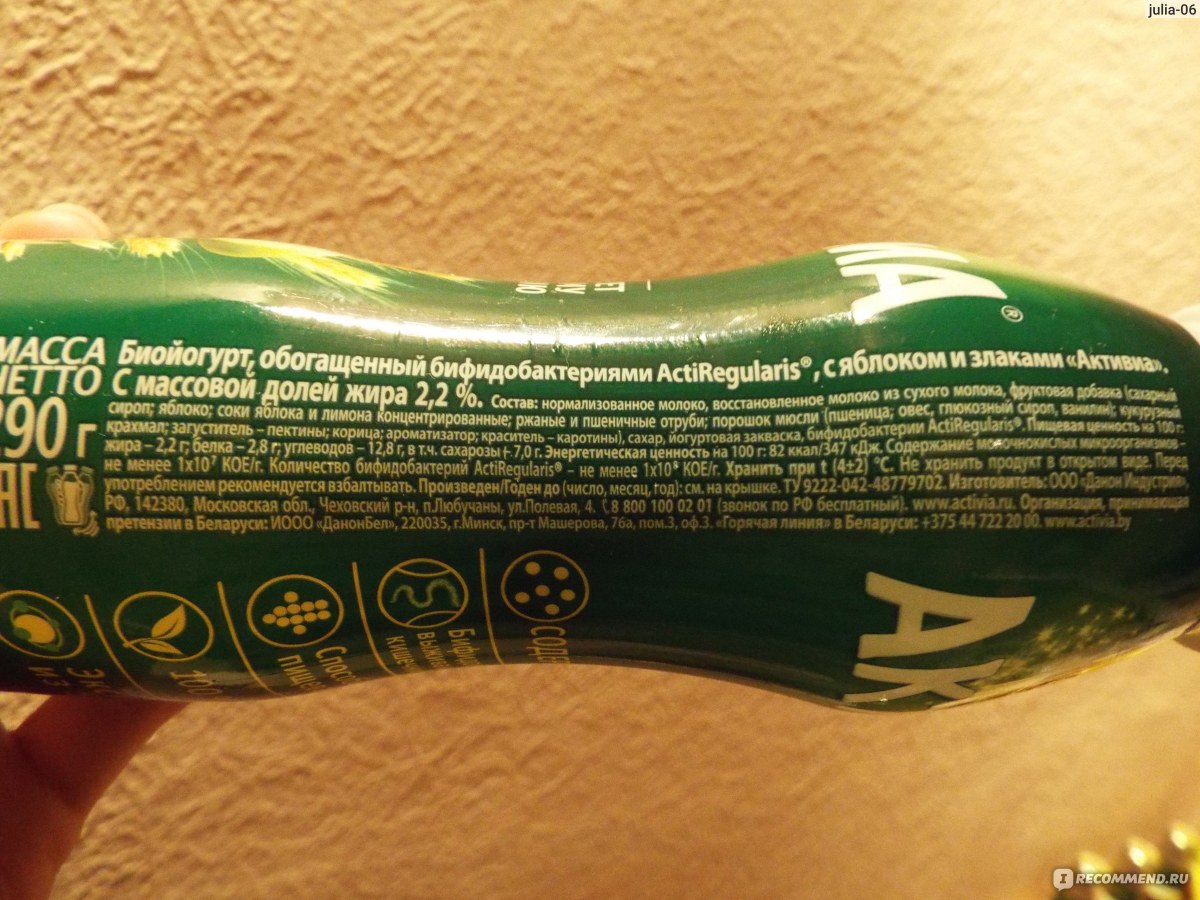 julia-06
ИА®
МАССА
НЕТТО
290 г
ЕАС
Биойогурт, обогащенный бифидобактериями ActiRegularis®, с яблоком и злаками «Активиа».
С массовой долей жира 2,2 %. Состав: нормализованное молоко, восстановленное молоко из сухого молока, фруктовая добавка (сахарный
сироп; яблоко; соки яблока и лимона концентрированные; ржаные и пшеничные отруби; порошок мюсли (пшеница; овес, глюкозный сироп, ванилин); кукурузный
крахмал; загуститель – пектины; корица; ароматизатор; краситель – каротины), сахар, йогуртовая закваска, бифидобактерии ActiRegularis®. Пищевая ценность на 100 г:
жира – 2,2 г; белка – 2,8 г; углеводов – 12,8 г, в т.ч. сахарозы – 7,0 г. Энергетическая ценность на 100 г: 82 ккал/347 кДж. Содержание молочнокислых микроорганизмов –
не менее 1x10⁷ КОЕ/г. Количество бифидобактерий ActiRegularis® – не менее 1x10⁶ КОЕ/г. Хранить при t (4±2) °C. Не хранить продукт в открытом виде. Перед
употреблением рекомендуется взбалтывать. Произведен/Годен до (число, месяц, год): см. на крышке. ТУ 9222-042-48779702. Изготовитель: ООО «Данон Индустрия»,
РФ, 142380, Московская обл., Чеховский р-н, п.Любучаны, ул.Полевая, 4. 8 800 100 02 01 (звонок по РФ бесплатный). www.activia.ru. Организация, принимающая
претензии в Беларуси: ИООО «ДанонБел», 220035, г.Минск, пр-т Машерова, 76а, пом.3, оф.3. «Горячая линия» в Беларуси: +375 44 722 20 00. www.activia.by
АК
I RECOMMEND.RU